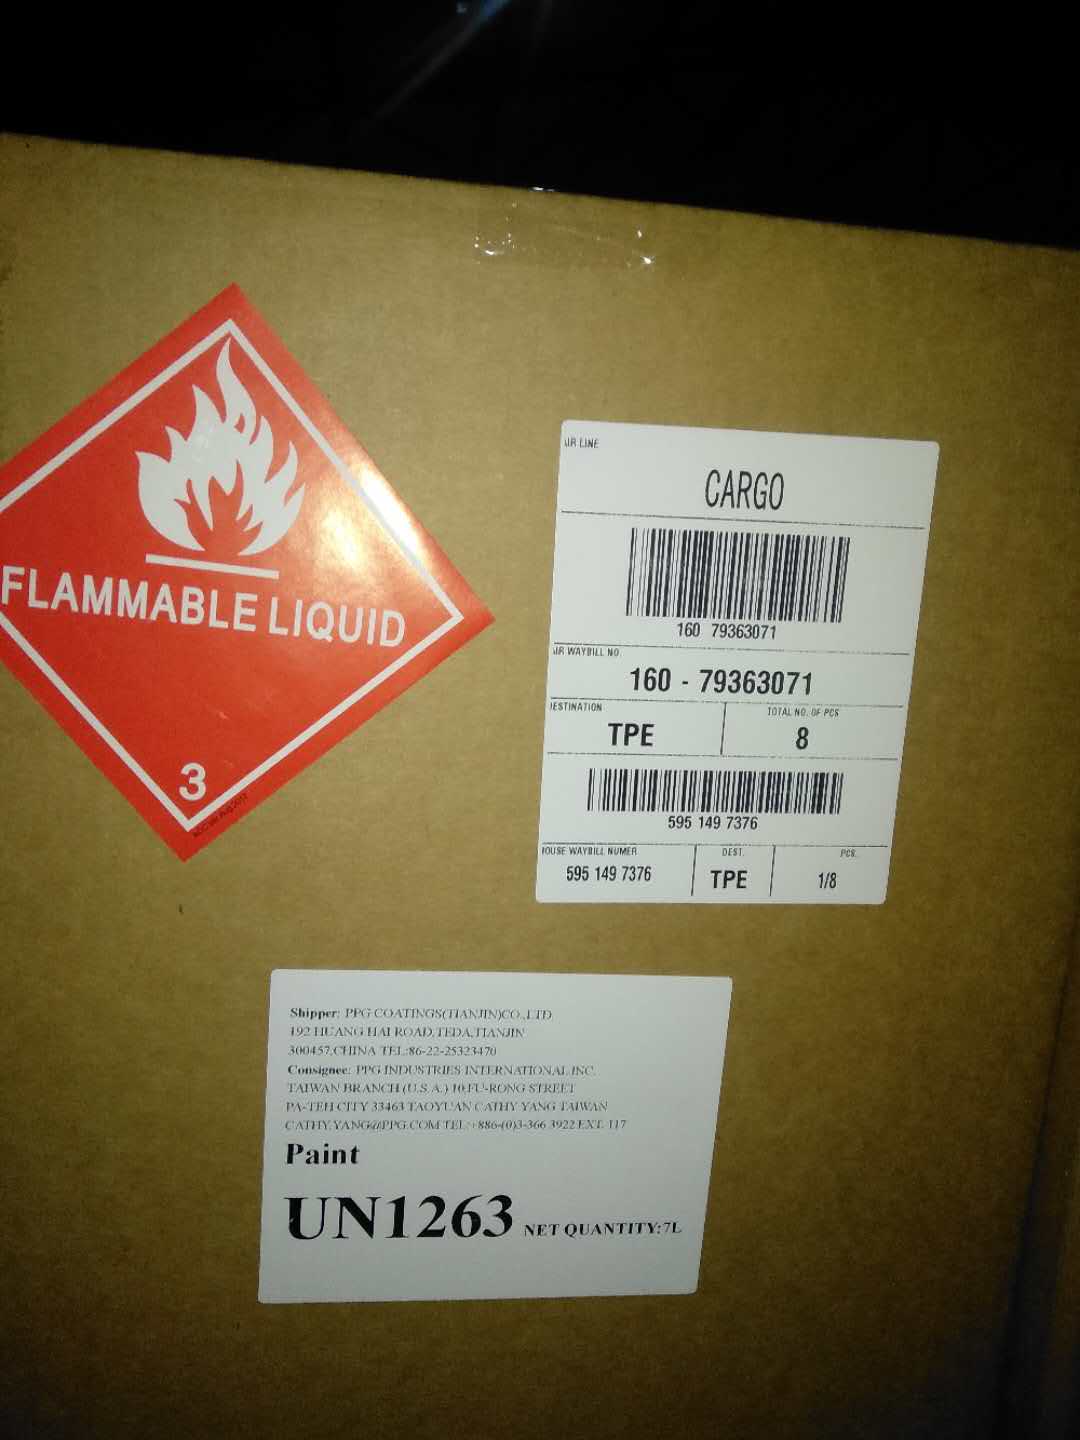 FLAMMABLE LIQUID
3
AIR LINE
CARGO
160 79363071
AIR WAYBILL NO.
160 - 79363071
DESTINATION
TPE
TOTAL NO. OF PCS
8
595 149 7376
HOUSE WAYBILL NUMER
595 149 7376
DEST.
TPE
PCS.
1/8
Shipper: PPG COATINGS(TIANJIN)CO.,LTD
192 HUANG HAI ROAD,TEDA,TIANJIN
300457,CHINA TEL:86-22-25323470
Consignee: PPG INDUSTRIES INTERNATIONAL INC.
TAIWAN BRANCH (U.S.A.) 10,FU-RONG STREET
PA-TEH CITY 33463 TAOYUAN CATHY YANG TAIWAN
CATHY.YANG@PPG.COM TEL:+886-(0)3-366 3922 EXT. 117
Paint
UN1263 NET QUANTITY:7L